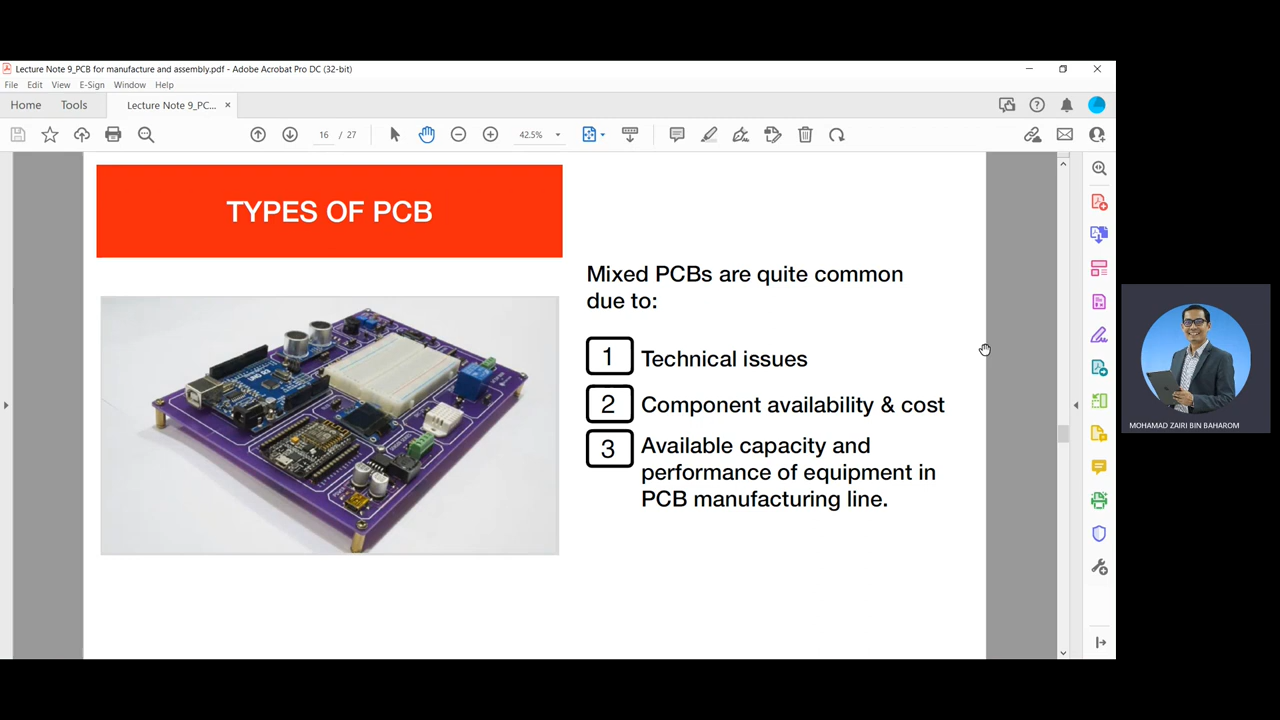 Lecture Note 9_PCB for manufacture and assembly.pdf - Adobe Acrobat Pro DC (32-bit)
File Edit View E-Sign Window Help
Home Tools Lecture Note 9_PC... ×
16 / 27 42.5%
TYPES OF PCB
Mixed PCBs are quite common
due to:
1 Technical issues
2 Component availability & cost
3 Available capacity and
performance of equipment in
PCB manufacturing line.
UNO R3
MOHAMAD ZAIRI BIN BAHAROM